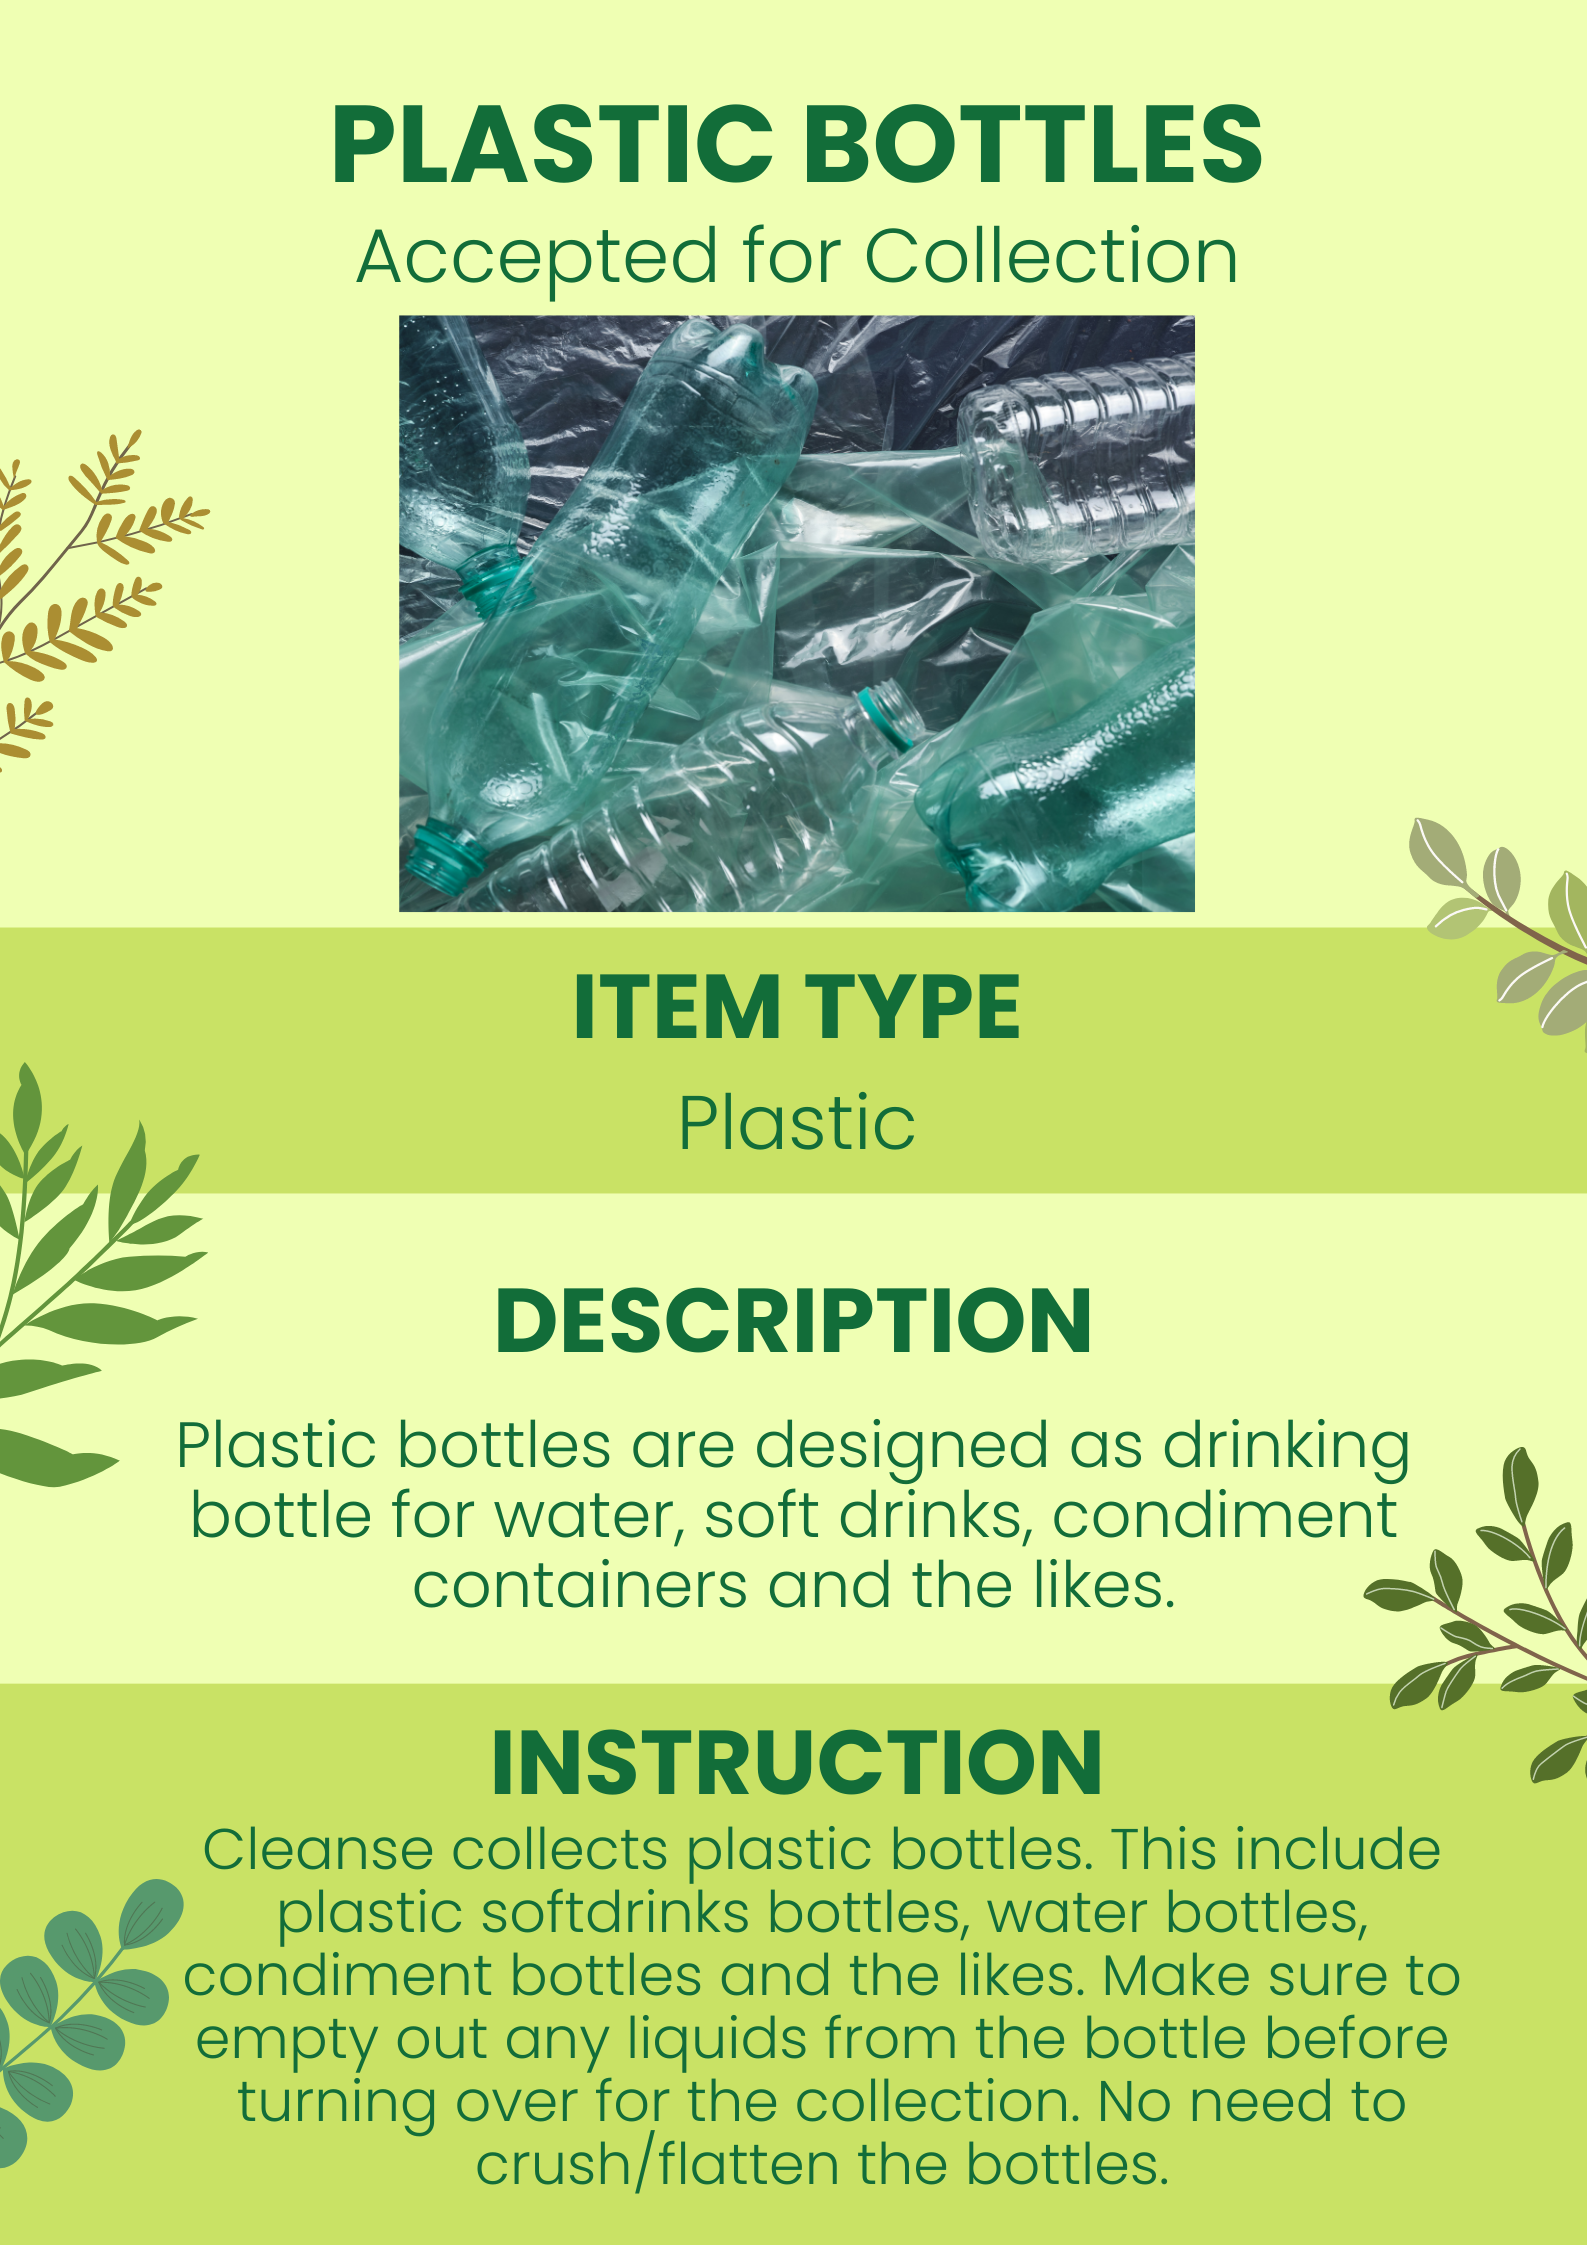 PLASTIC BOTTLES
Accepted for Collection
ITEM TYPE
Plastic
DESCRIPTION
Plastic bottles are designed as drinking
bottle for water, soft drinks, condiment
containers and the likes.
INSTRUCTION
Cleanse collects plastic bottles. This include
plastic softdrinks bottles, water bottles,
condiment bottles and the likes. Make sure to
empty out any liquids from the bottle before
turning over for the collection. No need to
crush/flatten the bottles.